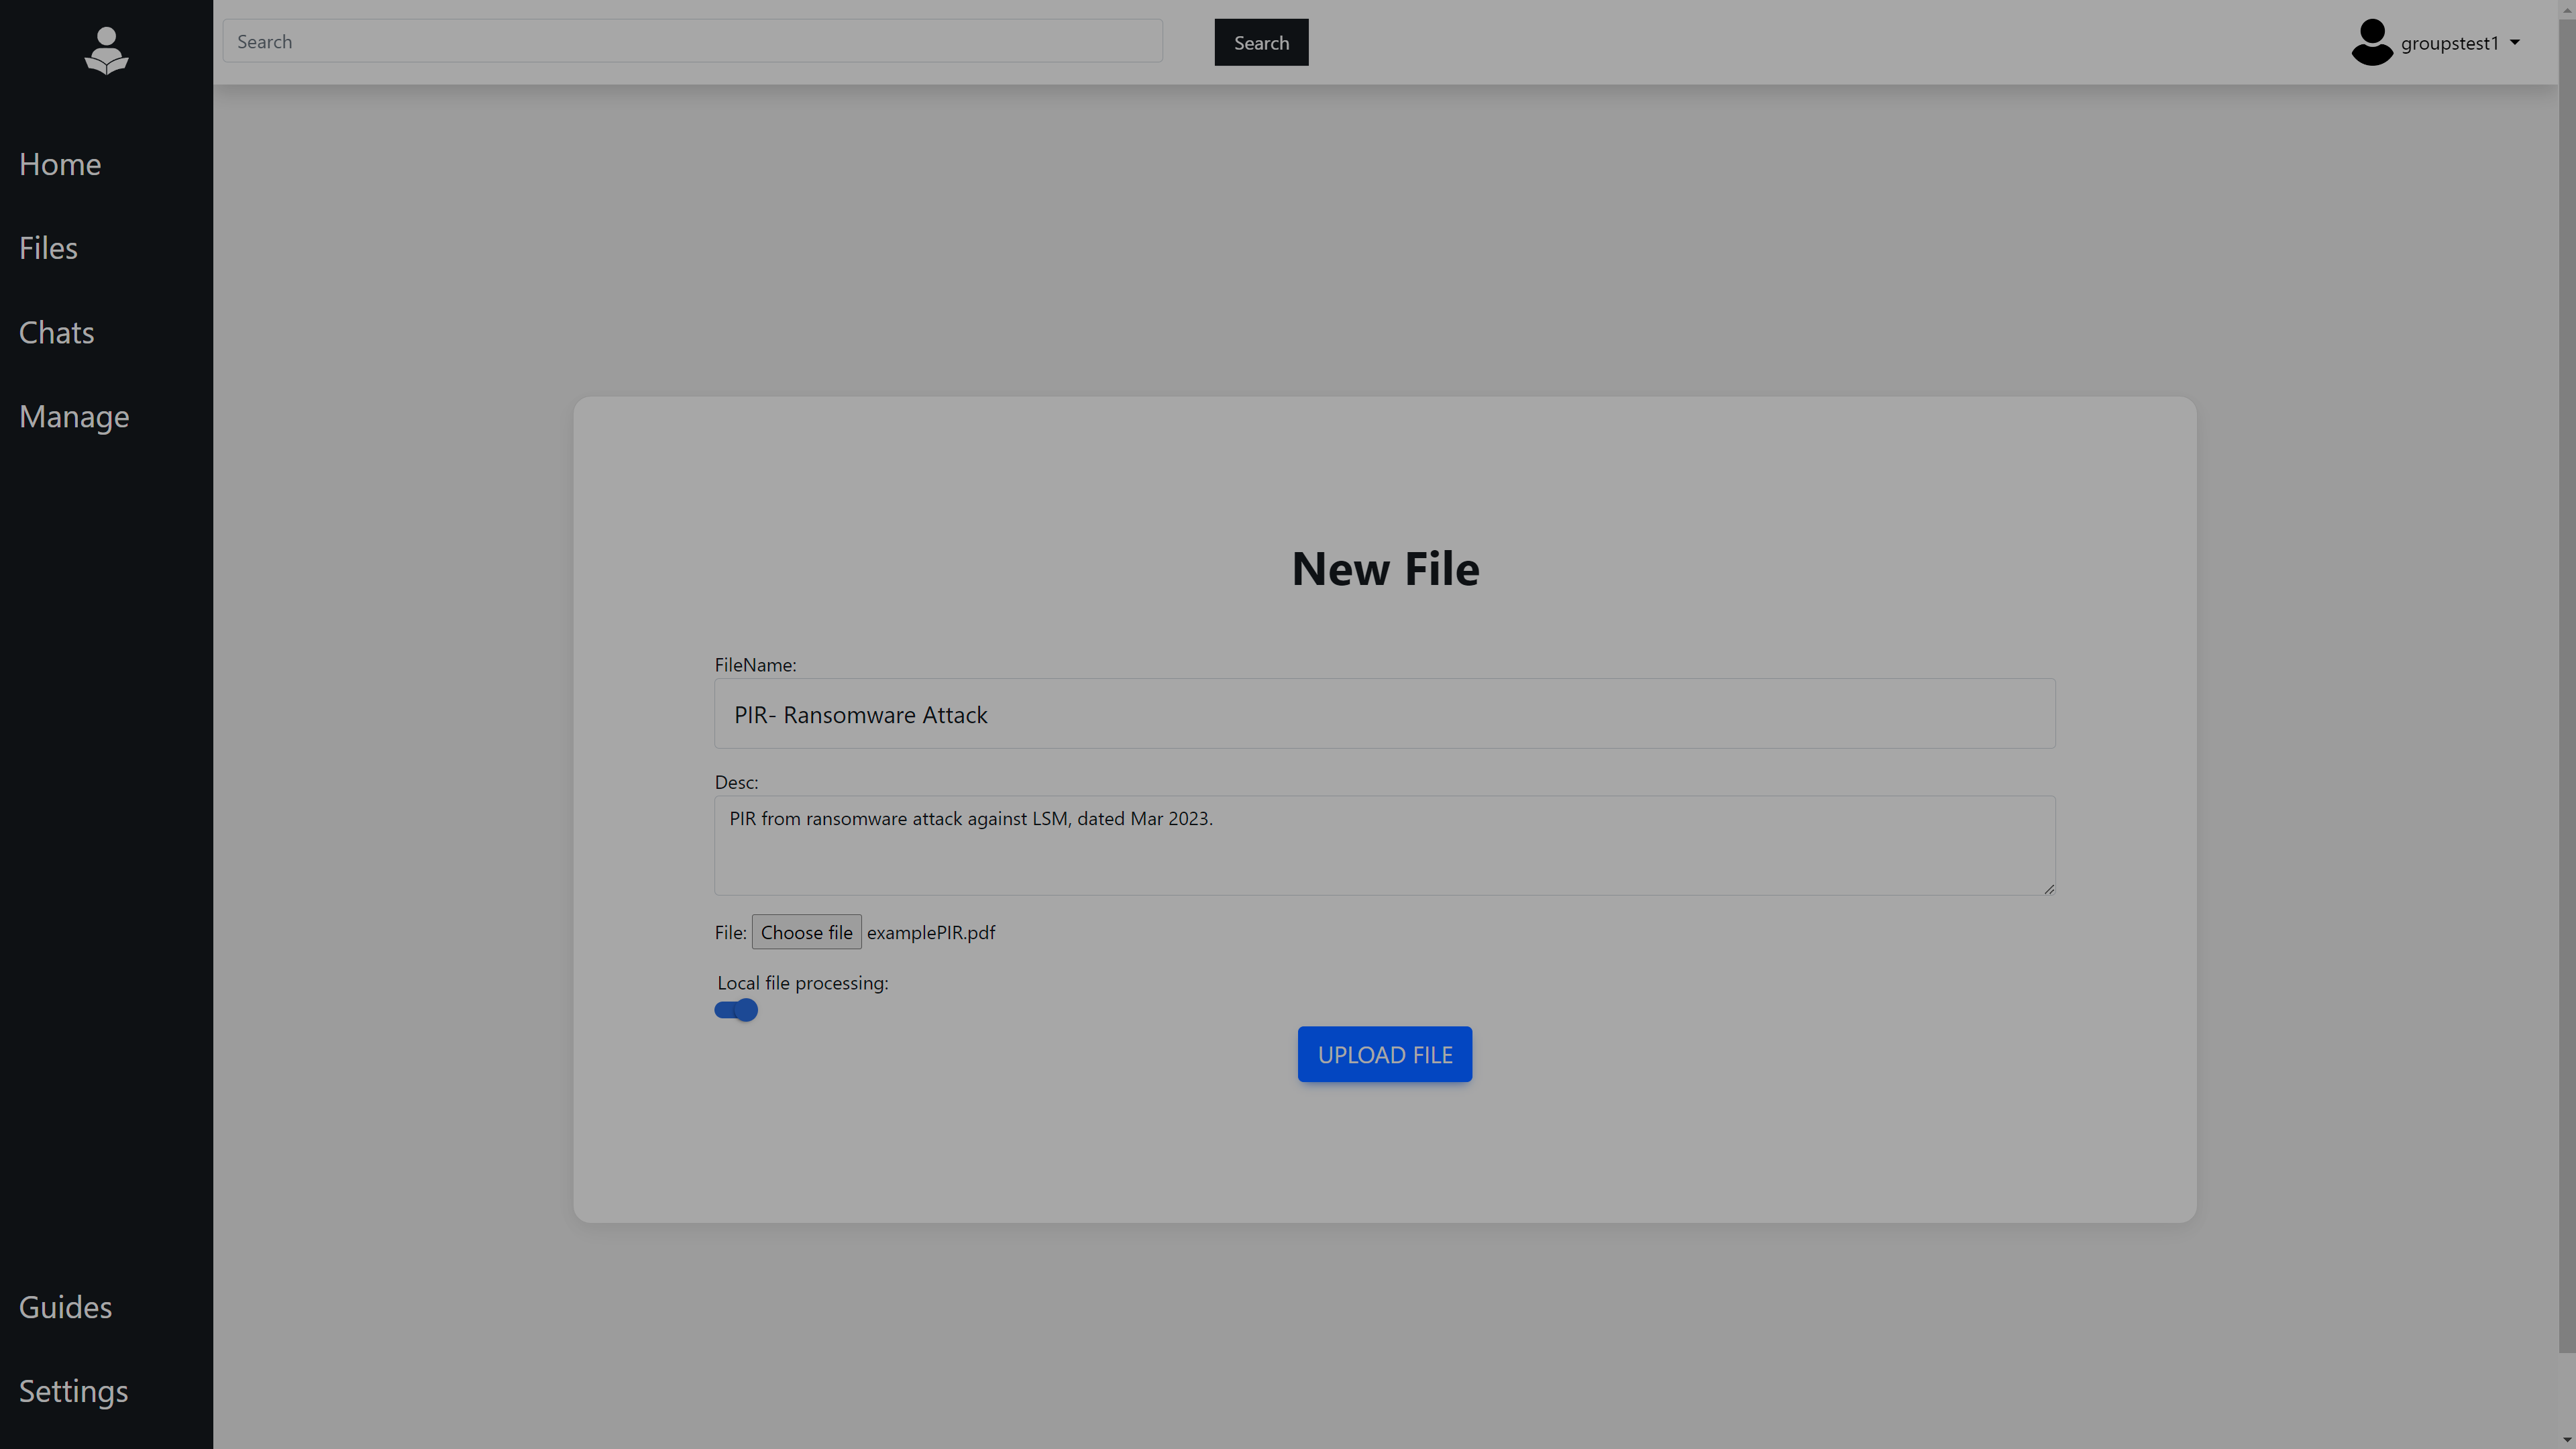 Search
Search
groupstest1
Home
Files
Chats
Manage
Guides
Settings
New File
FileName:
PIR- Ransomware Attack
Desc:
PIR from ransomware attack against LSM, dated Mar 2023.
File: Choose file examplePIR.pdf
Local file processing:
UPLOAD FILE